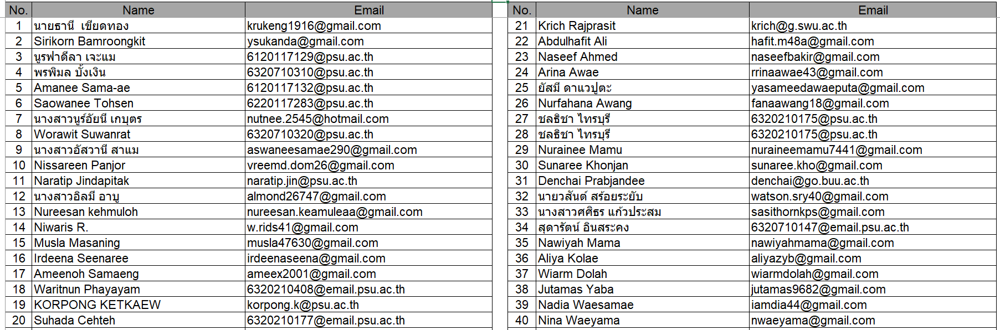 No. Name Email
1 นายธานี เขียดทอง krukeng1916@gmail.com
2 Sirikorn Bamroongkit ysukanda@gmail.com
3 นูรฟาดีลา เจะแม 6120117129@psu.ac.th
4 พรพิมล บั้งเงิน 6320710310@psu.ac.th
5 Amanee Sama-ae 6120117132@psu.ac.th
6 Saowanee Tohsen 6220117283@psu.ac.th
7 นางสาวนูร์อัยนี เกบุตร nutnee.2545@hotmail.com
8 Worawit Suwanrat 6320710320@psu.ac.th
9 นางสาวอัสวานี สาแม aswaneesamae290@gmail.com
10 Nissareen Panjor vreemd.dom26@gmail.com
11 Naratip Jindapitak naratip.jin@psu.ac.th
12 นางสาวอิลมี อาบู almond26747@gmail.com
13 Nureesan kehmuloh nureesan.keamuleaa@gmail.com
14 Niwaris R. w.rids41@gmail.com
15 Musla Masaning musla47630@gmail.com
16 Irdeena Seenaree irdeenaseena@gmail.com
17 Ameenoh Samaeng ameex2001@gmail.com
18 Waritnun Phayayam 6320210408@email.psu.ac.th
19 KORPONG KETKAEW korpong.k@psu.ac.th
20 Suhada Cehteh 6320210177@email.psu.ac.th
No. Name Email
21 Krich Rajprasit krich@g.swu.ac.th
22 Abdulhafit Ali hafit.m48a@gmail.com
23 Naseef Ahmed naseefbakir@gmail.com
24 Arina Awae rrinaawae43@gmail.com
25 ยัสมี ดาแวปูตะ yasameedawaeputa@gmail.com
26 Nurfahana Awang fanaawang18@gmail.com
27 ชลธิชา ไทรบุรี 6320210175@psu.ac.th
28 ชลธิชา ไทรบุรี 6320210175@psu.ac.th
29 Nurainee Mamu nuraineemamu7441@gmail.com
30 Sunaree Khonjan sunaree.kho@gmail.com
31 Denchai Prabjandee denchai@go.buu.ac.th
32 นายวสันต์ สร้อยระยับ watson.sry40@gmail.com
33 นางสาวศศิธร แก้วประสม sasithornkps@gmail.com
34 สุดารัตน์ อินสระคง 6320710147@email.psu.ac.th
35 Nawiyah Mama nawiyahmama@gmail.com
36 Aliya Kolae aliyazyb@gmail.com
37 Wiarm Dolah wiarmdolah@gmail.com
38 Jutamas Yaba jutamas9682@gmail.com
39 Nadia Waesamae iamdia44@gmail.com
40 Nina Waeyama nwaeyama@gmail.com